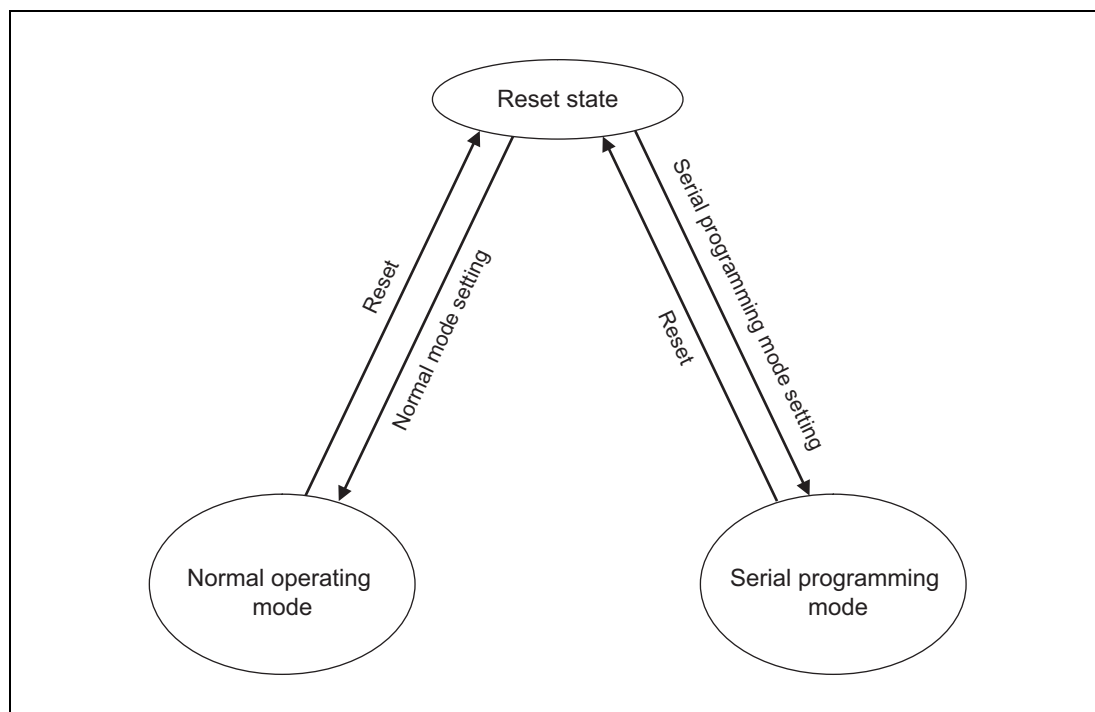 Reset state
Reset
Normal mode setting
Reset
Serial programming mode setting
Normal operating
mode
Serial programming
mode